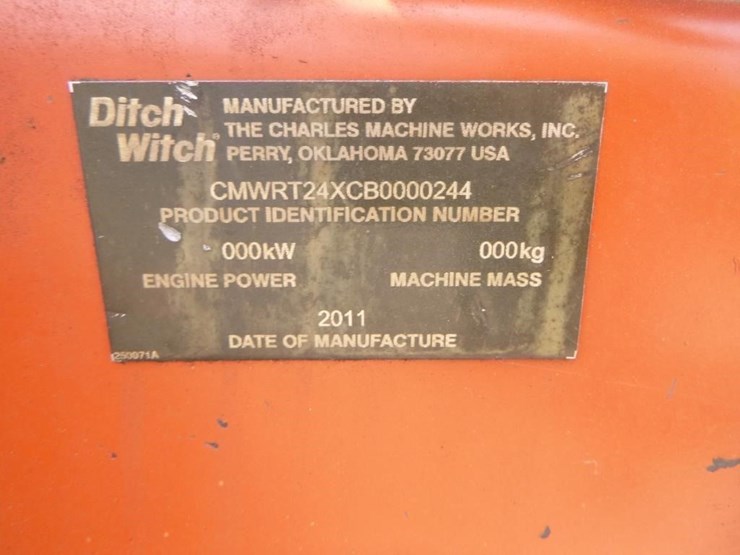 Ditch Witch®
MANUFACTURED BY
THE CHARLES MACHINE WORKS, INC.
PERRY, OKLAHOMA 73077 USA
CMWRT24XCB0000244
PRODUCT IDENTIFICATION NUMBER
000kW 000kg
ENGINE POWER MACHINE MASS
2011
DATE OF MANUFACTURE
250071A